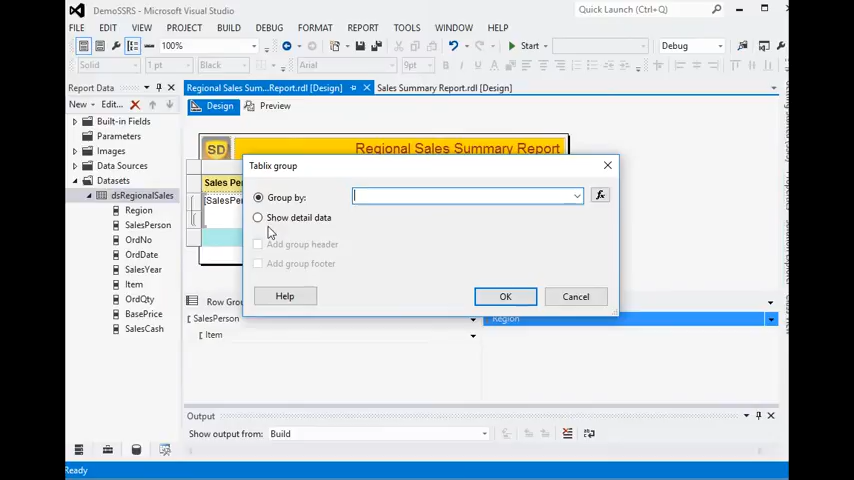 DemoSSRS - Microsoft Visual Studio
Quick Launch (Ctrl+Q)
FILE EDIT VIEW PROJECT BUILD DEBUG TEAM FORMAT REPORT TOOLS WINDOW HELP
100% Start Debug
Solid 1 pt Black Arial 9pt
Report Data
Regional Sales Sum...Report.rdl [Design] Sales Summary Report.rdl [Design]
New Edit...
Design Preview
Built-in Fields
Parameters
Images
Data Sources
Datasets
dsRegionalSales
Region
SalesPerson
OrdNo
OrdDate
SalesYear
Item
OrdQty
BasePrice
SalesCash
SD
Regional Sales Summary Report
Sales Per
[SalesPer
Tablix group
Group by:
fx
Show detail data
Add group header
Add group footer
Help OK Cancel
Row Grou
[ SalesPerson Region
[ Item
Output
Show output from: Build
Ready